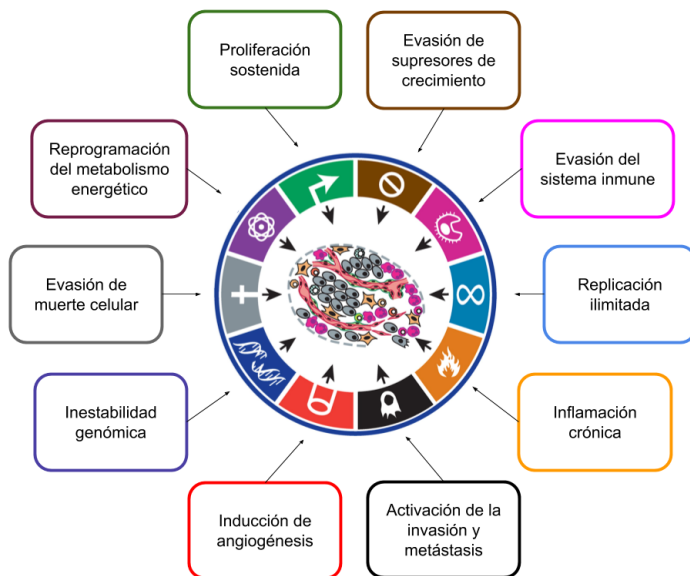 Proliferación
sostenida
Evasión de
supresores de
crecimiento
Reprogramación
del metabolismo
energético
Evasión del
sistema inmune
Evasión de
muerte celular
Replicación
ilimitada
Inestabilidad
genómica
Inflamación
crónica
Inducción de
angiogénesis
Activación de la
invasión y
metástasis